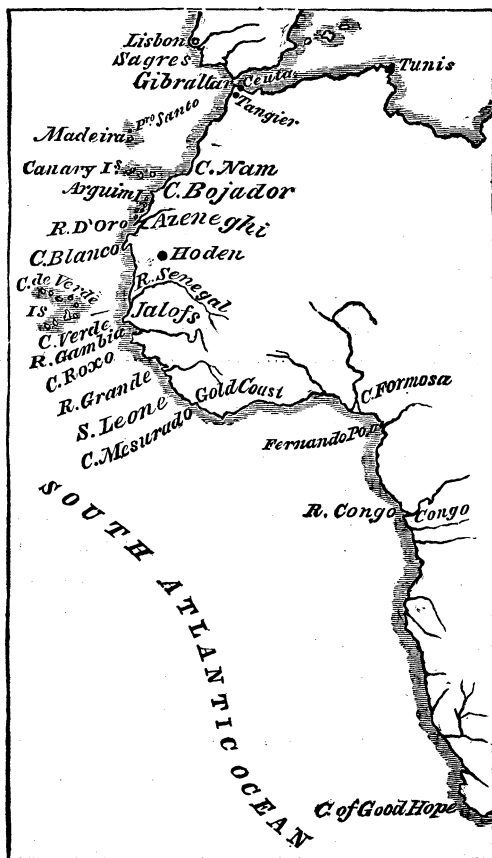 Lisbon
Sagres
Tunis
Gibraltar
Ceuta
Tangier
Pto Santo
Madeira
Canary Is
C. Nam
Arguim I.
C. Bojador
R. D'Oro
Azeneghi
C. Blanco
Hoden
C. de Verde
Is
R. Senegal
Jalofs
C. Verde
R. Gambia
C. Roxo
R. Grande
S. Leone
C. Mesurado
Gold Coast
C. Formosa
Fernando Po
R. Congo
Congo
SOUTH ATLANTIC OCEAN
C. of Good Hope